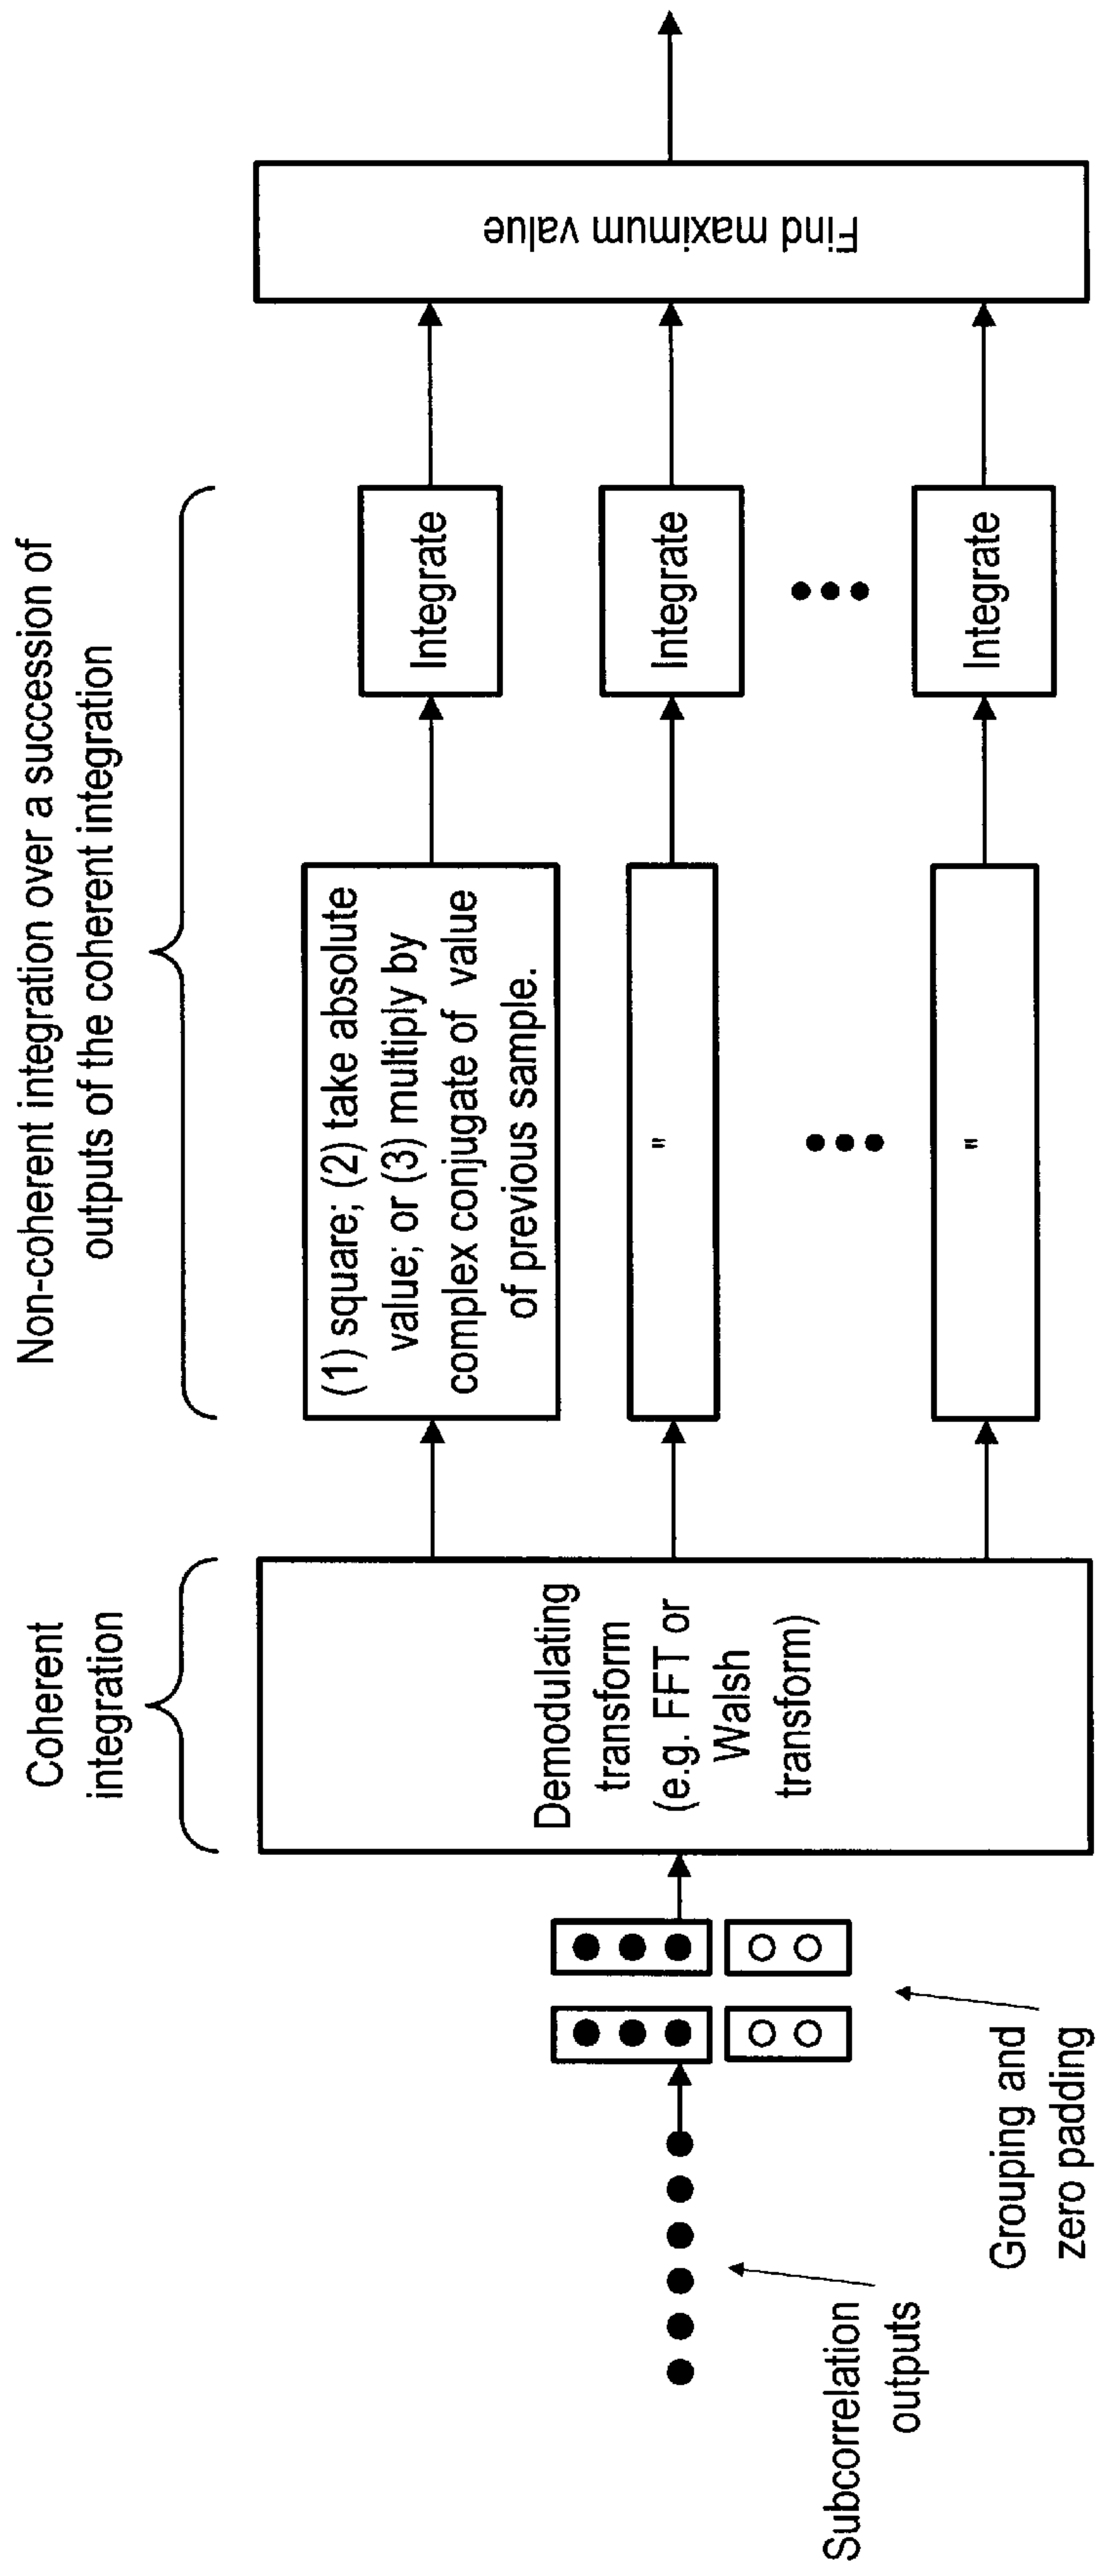 Non-coherent integration over a succession of
outputs of the coherent integration
Coherent
integration
Subcorrelation
outputs
Grouping and
zero padding
Demodulating
transform
(e.g. FFT or
Walsh
transform)
(1) square; (2) take absolute
value; or (3) multiply by
complex conjugate of value
of previous sample.
"
"
Integrate
Integrate
Integrate
Find maximum value